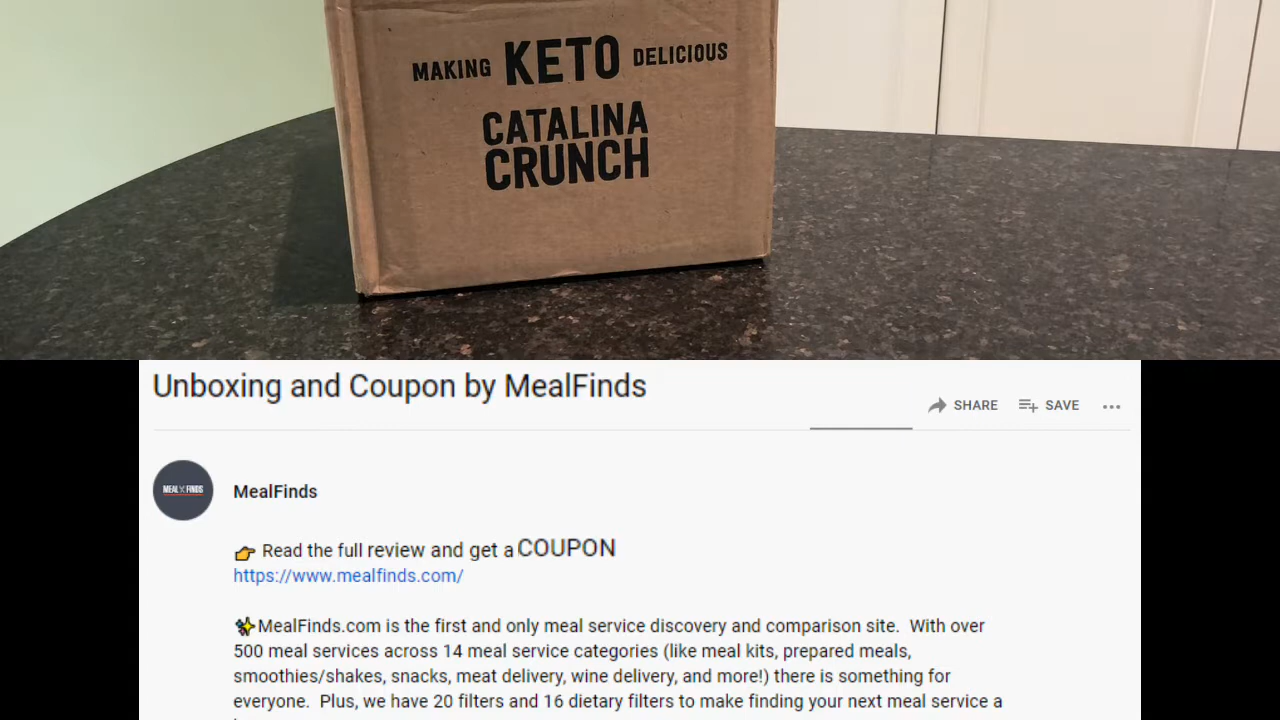 MAKING KETO DELICIOUS
CATALINA
CRUNCH
Unboxing and Coupon by MealFinds
SHARE SAVE
MEAL FINDS
MealFinds
👉 Read the full review and get a COUPON
https://www.mealfinds.com/
✨MealFinds.com is the first and only meal service discovery and comparison site. With over
500 meal services across 14 meal service categories (like meal kits, prepared meals,
smoothies/shakes, snacks, meat delivery, wine delivery, and more!) there is something for
everyone. Plus, we have 20 filters and 16 dietary filters to make finding your next meal service a